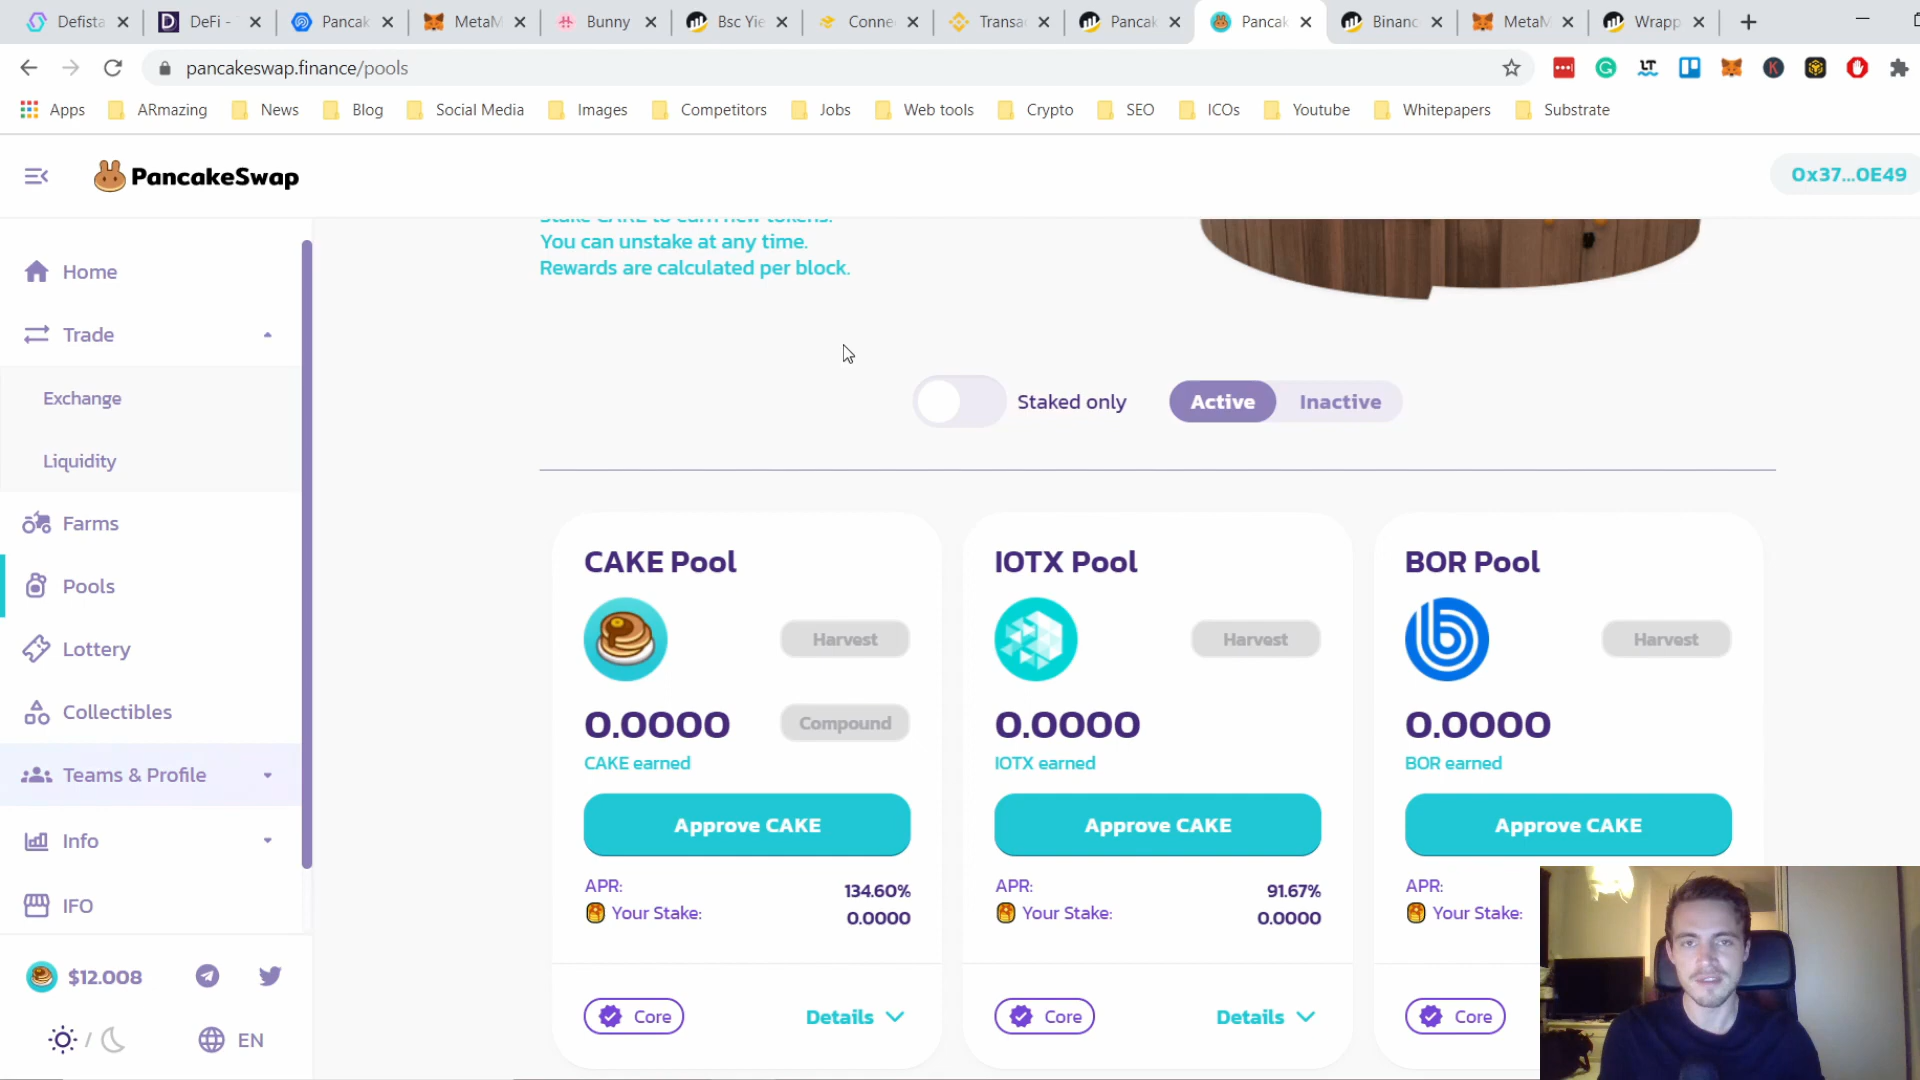 Defista
DeFi -
Pancak
MetaM
Bunny
Bsc Yie
Conne
Transa
Pancak
Pancak
Binanc
MetaM
Wrapp
pancakeswap.finance/pools
Apps
ARmazing
News
Blog
Social Media
Images
Competitors
Jobs
Web tools
Crypto
SEO
ICOs
Youtube
Whitepapers
Substrate
PancakeSwap
0x37...0E49
Home
Trade
Exchange
Liquidity
Farms
Pools
Lottery
Collectibles
Teams & Profile
Info
IFO
$12.008
/
EN
Stake CAKE to earn new tokens.
You can unstake at any time.
Rewards are calculated per block.
Staked only
Active
Inactive
CAKE Pool
Harvest
0.0000
Compound
CAKE earned
Approve CAKE
APR:
134.60%
Your Stake:
0.0000
Core
Details
IOTX Pool
Harvest
0.0000
IOTX earned
Approve CAKE
APR:
91.67%
Your Stake:
0.0000
Core
Details
BOR Pool
Harvest
0.0000
BOR earned
Approve CAKE
APR:
Your Stake:
Core